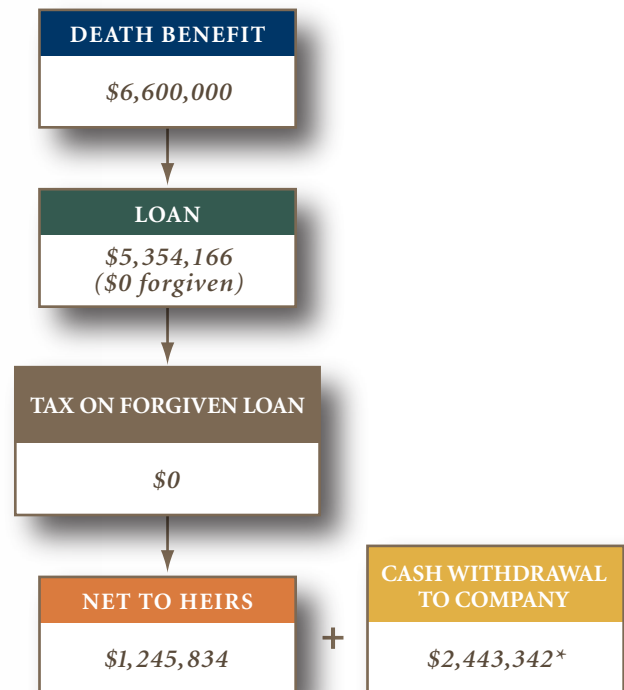 DEATH BENEFIT
$6,600,000
LOAN
$5,354,166
($0 forgiven)
TAX ON FORGIVEN LOAN
$0
NET TO HEIRS
$1,245,834
+
CASH WITHDRAWAL
TO COMPANY
$2,443,342*